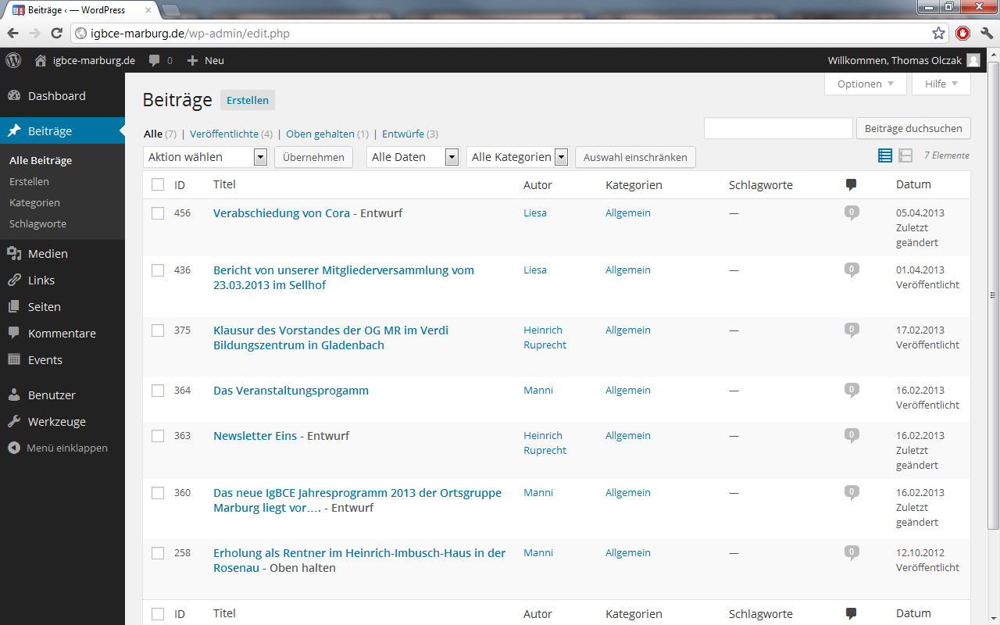 Beiträge ‹ — WordPress
igbce-marburg.de/wp-admin/edit.php
igbce-marburg.de 0 Neu Willkommen, Thomas Olczak
Optionen Hilfe
Dashboard
Beiträge
Alle Beiträge
Erstellen
Kategorien
Schlagworte
Medien
Links
Seiten
Kommentare
Events
Benutzer
Werkzeuge
Menü einklappen
Beiträge Erstellen
Alle (7) | Veröffentlichte (4) | Oben gehalten (1) | Entwürfe (3)
Beiträge duchsuchen
Aktion wählen Übernehmen Alle Daten Alle Kategorien Auswahl einschränken 7 Elemente
ID Titel Autor Kategorien Schlagworte Datum
456 Verabschiedung von Cora - Entwurf Liesa Allgemein — 0 05.04.2013
Zuletzt
geändert
436 Bericht von unserer Mitgliederversammlung vom Liesa Allgemein — 0 01.04.2013
23.03.2013 im Sellhof Veröffentlicht
375 Klausur des Vorstandes der OG MR im Verdi Heinrich Allgemein — 0 17.02.2013
Bildungszentrum in Gladenbach Ruprecht Veröffentlicht
364 Das Veranstaltungsprogamm Manni Allgemein — 0 16.02.2013
Veröffentlicht
363 Newsletter Eins - Entwurf Heinrich Allgemein — 0 16.02.2013
Ruprecht Zuletzt
geändert
360 Das neue IgBCE Jahresprogramm 2013 der Ortsgruppe Manni Allgemein — 0 16.02.2013
Marburg liegt vor.... - Entwurf Zuletzt
geändert
258 Erholung als Rentner im Heinrich-Imbusch-Haus in der Manni Allgemein — 0 12.10.2012
Rosenau - Oben halten Veröffentlicht
ID Titel Autor Kategorien Schlagworte Datum